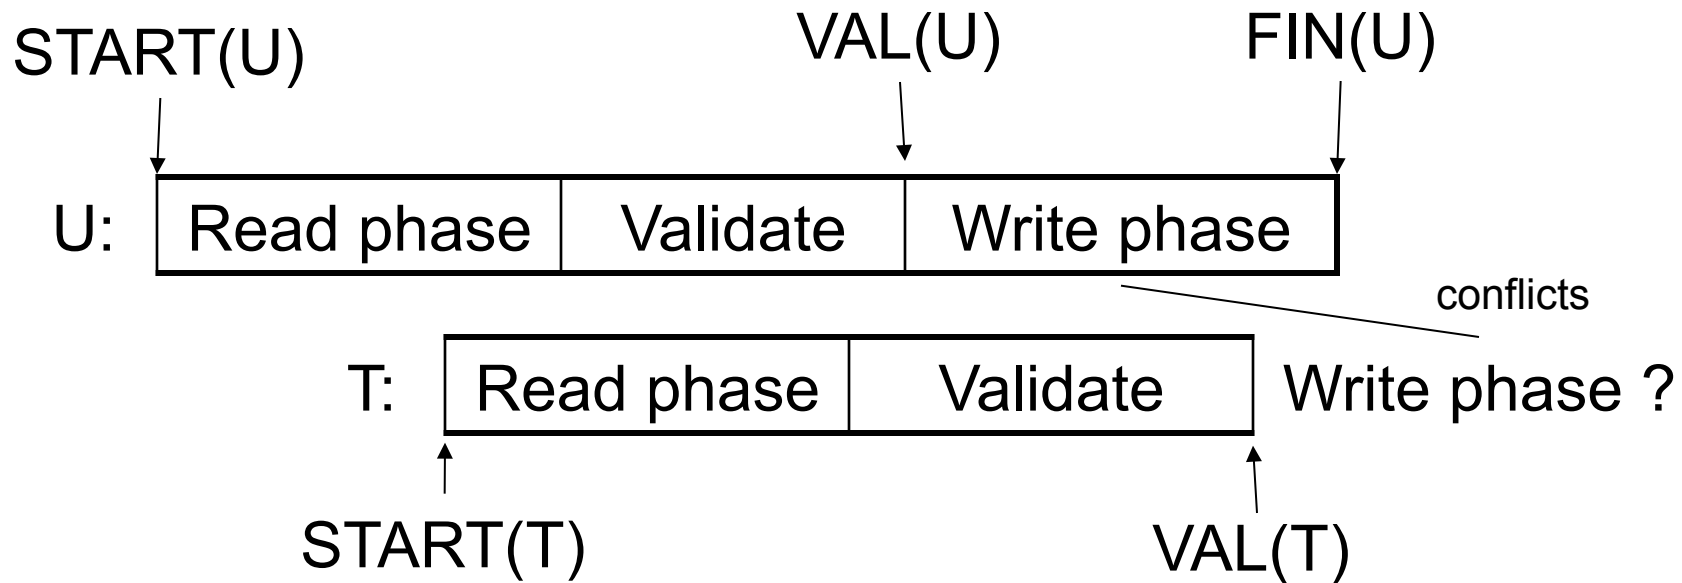 START(U) VAL(U) FIN(U)
U: Read phase Validate Write phase
conflicts
T: Read phase Validate Write phase ?
START(T) VAL(T)